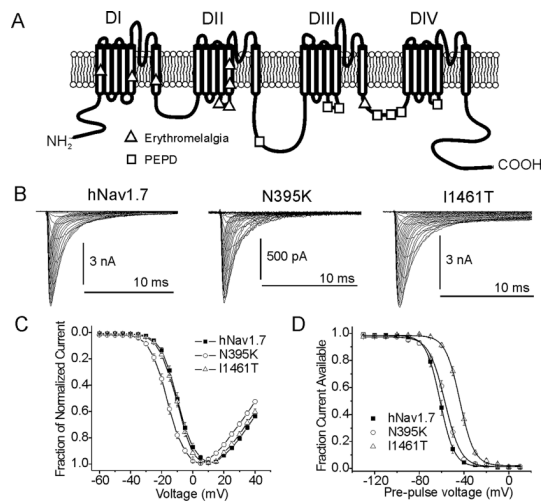 A
DI DII DIII DIV
NH2
Erythromelalgia
PEPD
COOH
B
hNav1.7 N395K I1461T
3 nA 500 pA 3 nA
10 ms 10 ms 10 ms
C
Fraction of Normalized Current
0.0
0.2
0.4
0.6
0.8
1.0
hNav1.7
N395K
I1461T
-60 -40 -20 0 20 40
Voltage (mV)
D
Fraction Current Available
1.0
0.8
0.6
0.4
0.2
0.0
hNav1.7
N395K
I1461T
-120 -80 -40 0
Pre-pulse voltage (mV)